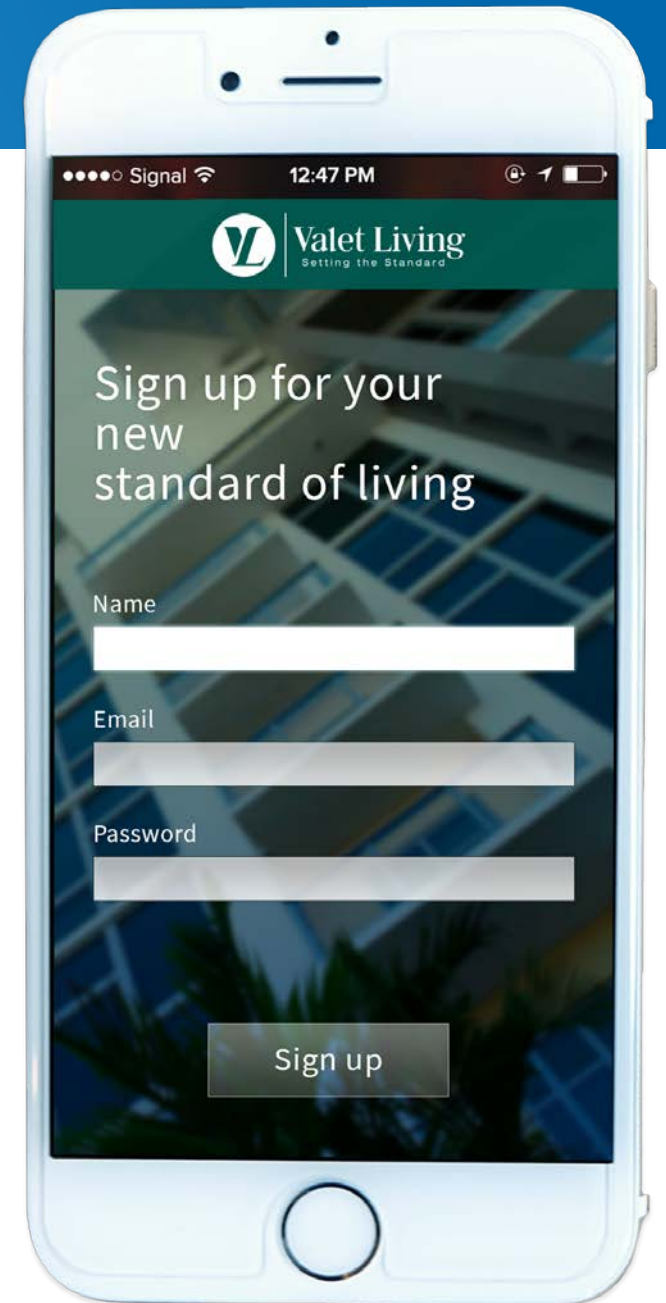 Signal 12:47 PM
VL Valet Living
Setting the Standard
Sign up for your
new
standard of living
Name
Email
Password
Sign up